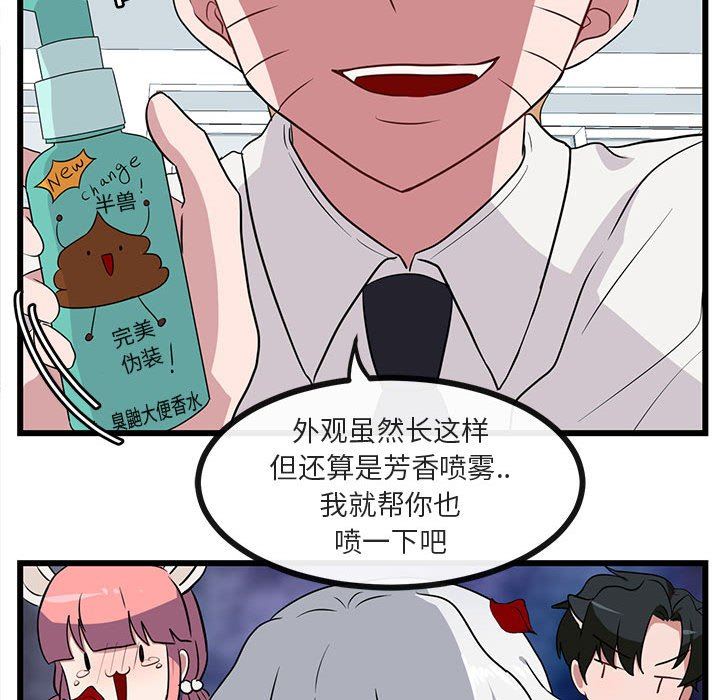 New
change
半兽!
完美
伪装!
臭鼬大便香水
外观虽然长这样
但还算是芳香喷雾..
我就帮你也
喷一下吧